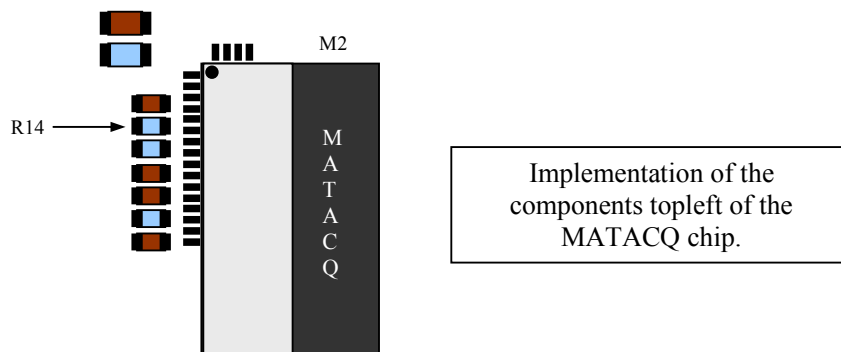 M2
R14
M
A
T
A
C
Q
Implementation of the
components topleft of the
MATACQ chip.